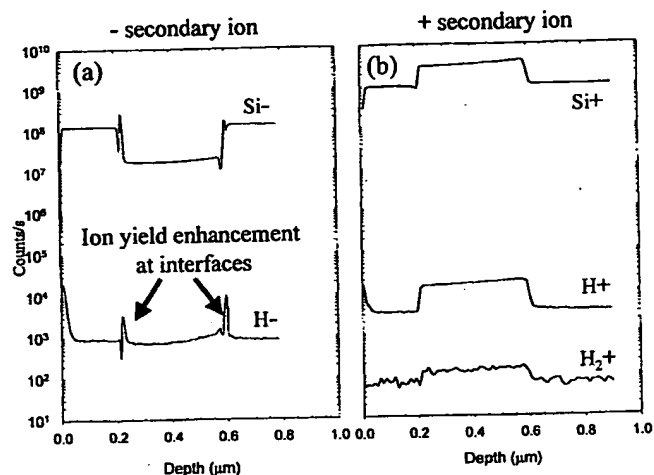 - secondary ion
+ secondary ion
(a)
(b)
10¹⁰
10⁹
10⁸
10⁷
10⁶
10⁵
10⁴
10³
10²
10¹
Counts/s
Si-
Si+
Ion yield enhancement
at interfaces
H-
H+
H₂+
0.0 0.2 0.4 0.6 0.8 1.0
0.0 0.2 0.4 0.6 0.8 1.0
Depth (μm)
Depth (μm)